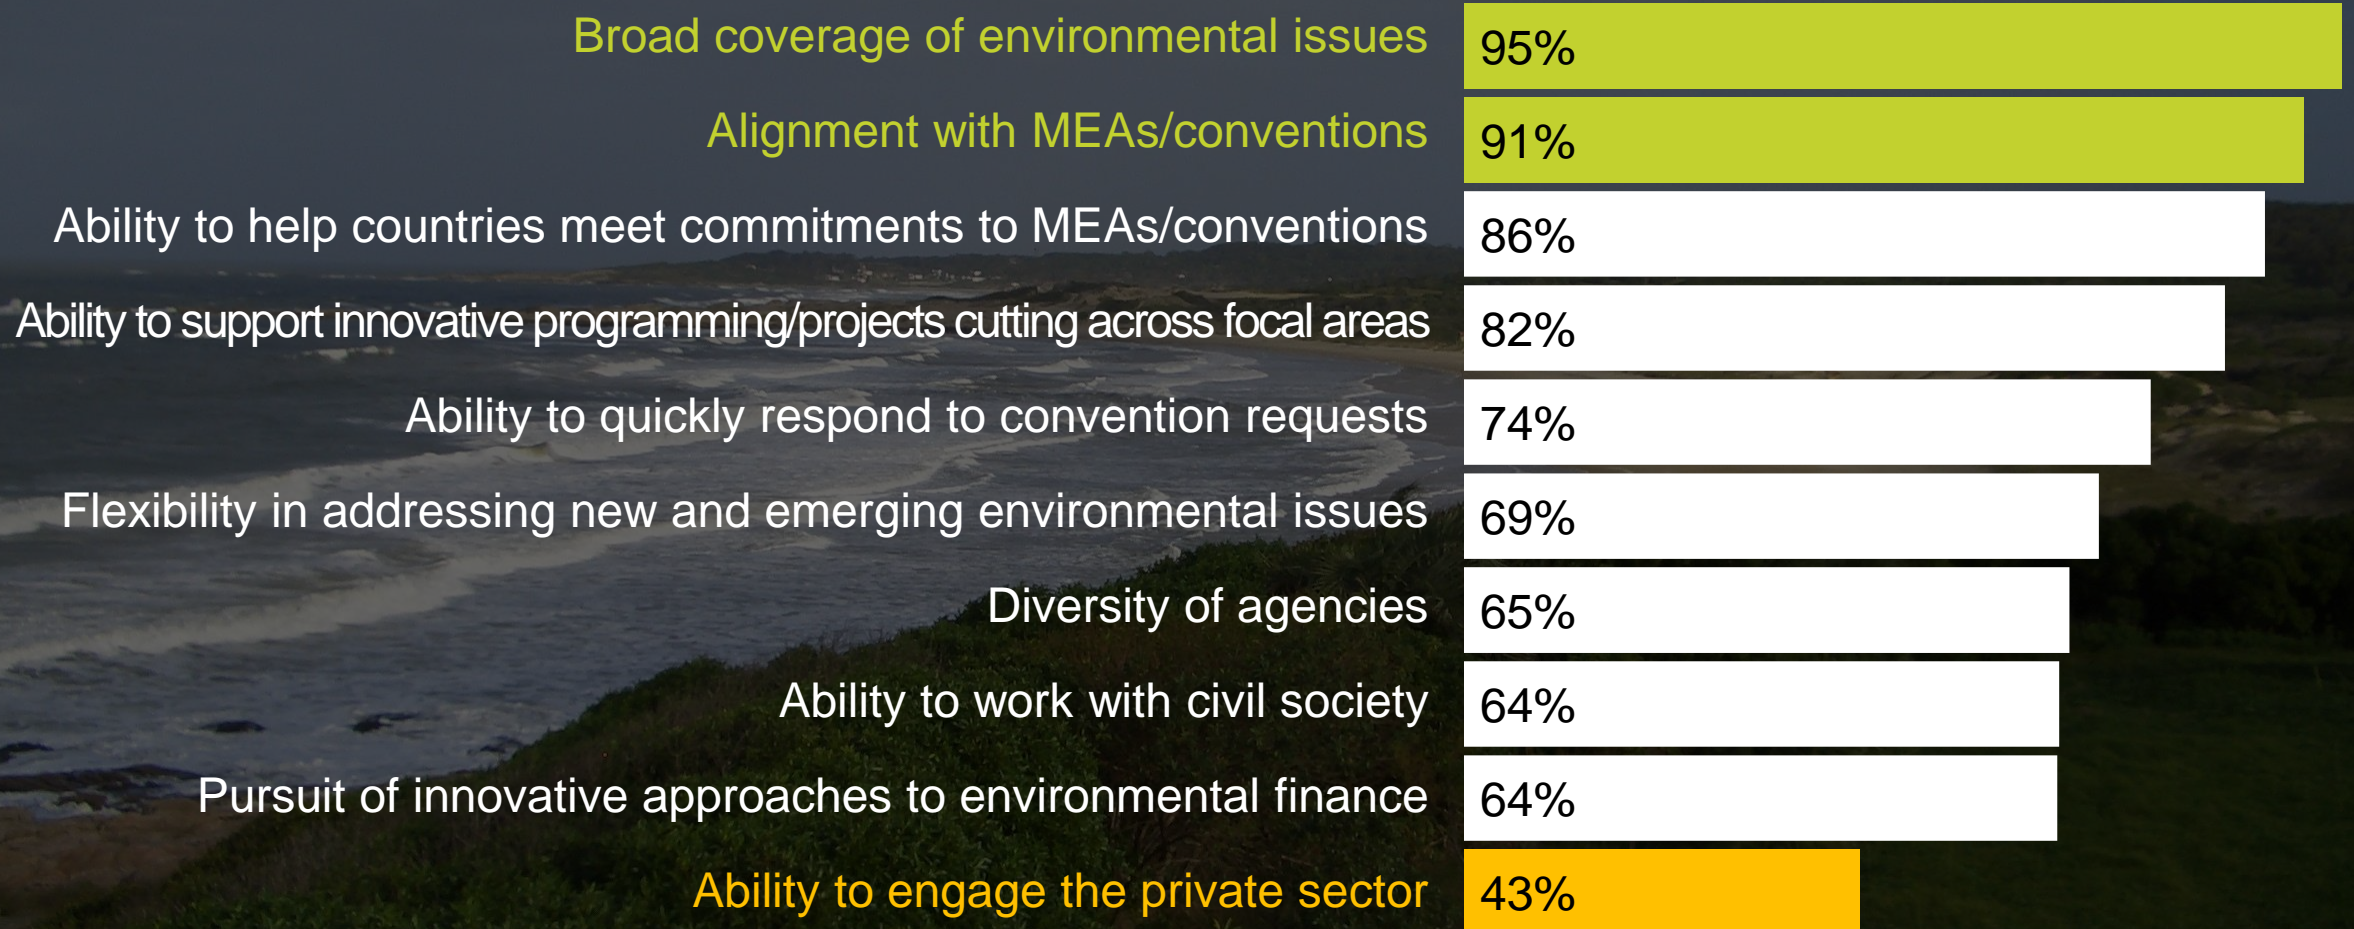 Broad coverage of environmental issues 95%
Alignment with MEAs/conventions 91%
Ability to help countries meet commitments to MEAs/conventions 86%
Ability to support innovative programming/projects cutting across focal areas 82%
Ability to quickly respond to convention requests 74%
Flexibility in addressing new and emerging environmental issues 69%
Diversity of agencies 65%
Ability to work with civil society 64%
Pursuit of innovative approaches to environmental finance 64%
Ability to engage the private sector 43%